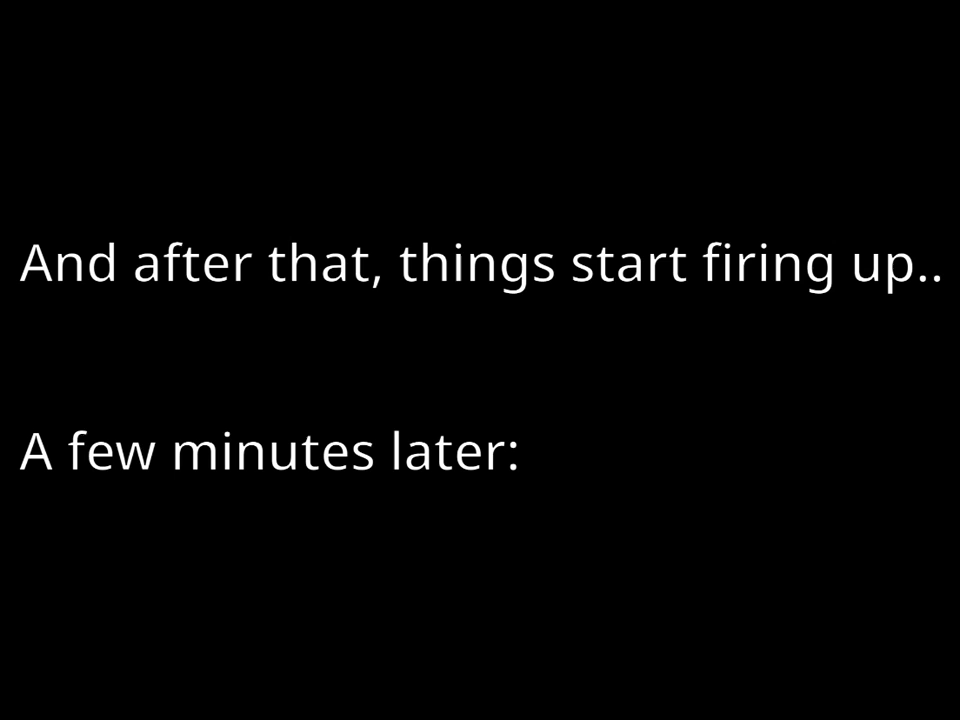 And after that, things start firing up..
A few minutes later: